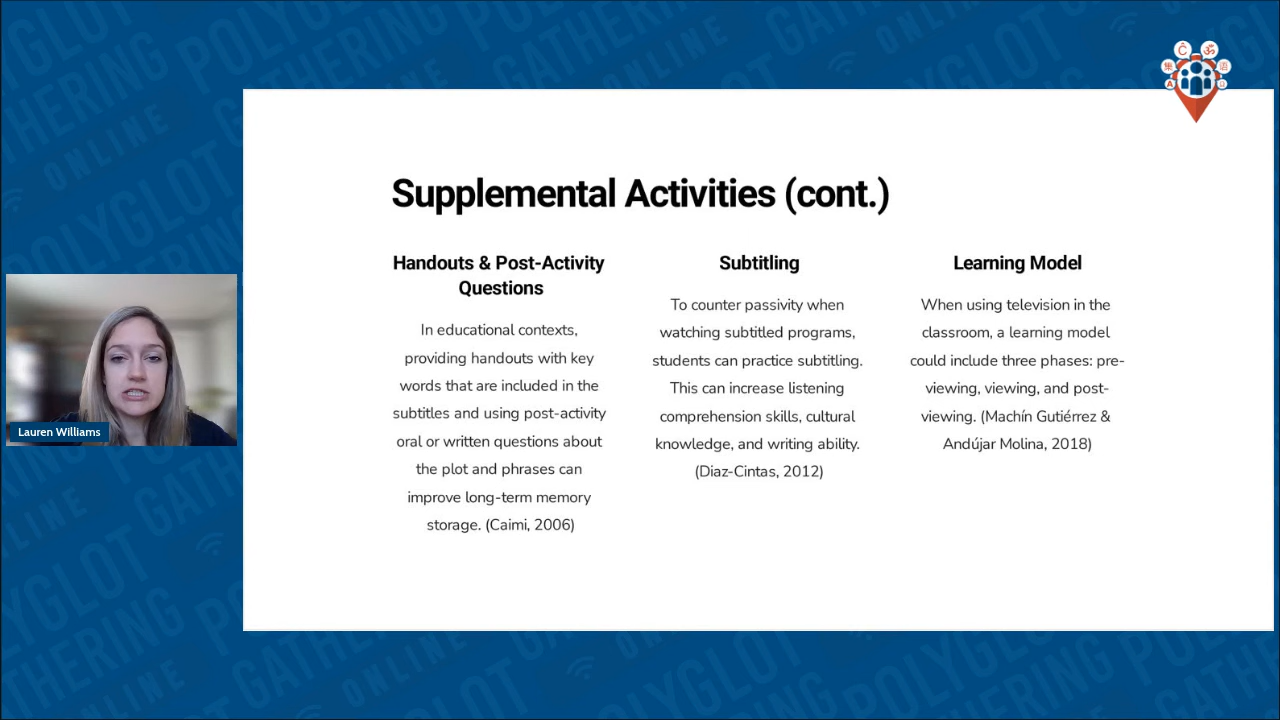 Supplemental Activities (cont.)
Handouts & Post-Activity
Questions
In educational contexts,
providing handouts with key
words that are included in the
subtitles and using post-activity
oral or written questions about
the plot and phrases can
improve long-term memory
storage. (Caimi, 2006)
Subtitling
To counter passivity when
watching subtitled programs,
students can practice subtitling.
This can increase listening
comprehension skills, cultural
knowledge, and writing ability.
(Diaz-Cintas, 2012)
Learning Model
When using television in the
classroom, a learning model
could include three phases: pre-
viewing, viewing, and post-
viewing. (Machín Gutiérrez &
Andújar Molina, 2018)
Lauren Williams
POLYGLOT
GATHERING
ONLINE